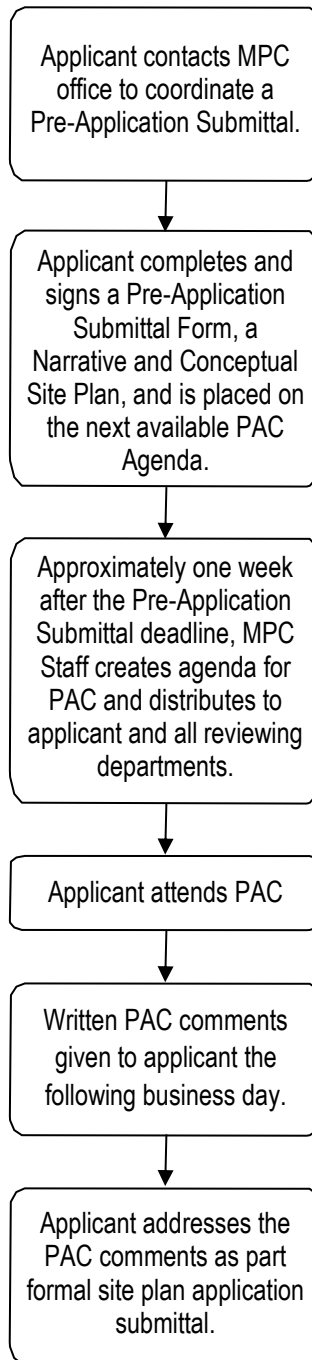 Applicant contacts MPC
office to coordinate a
Pre-Application Submittal.
Applicant completes and
signs a Pre-Application
Submittal Form, a
Narrative and Conceptual
Site Plan, and is placed on
the next available PAC
Agenda.
Approximately one week
after the Pre-Application
Submittal deadline, MPC
Staff creates agenda for
PAC and distributes to
applicant and all reviewing
departments.
Applicant attends PAC
Written PAC comments
given to applicant the
following business day.
Applicant addresses the
PAC comments as part
formal site plan application
submittal.